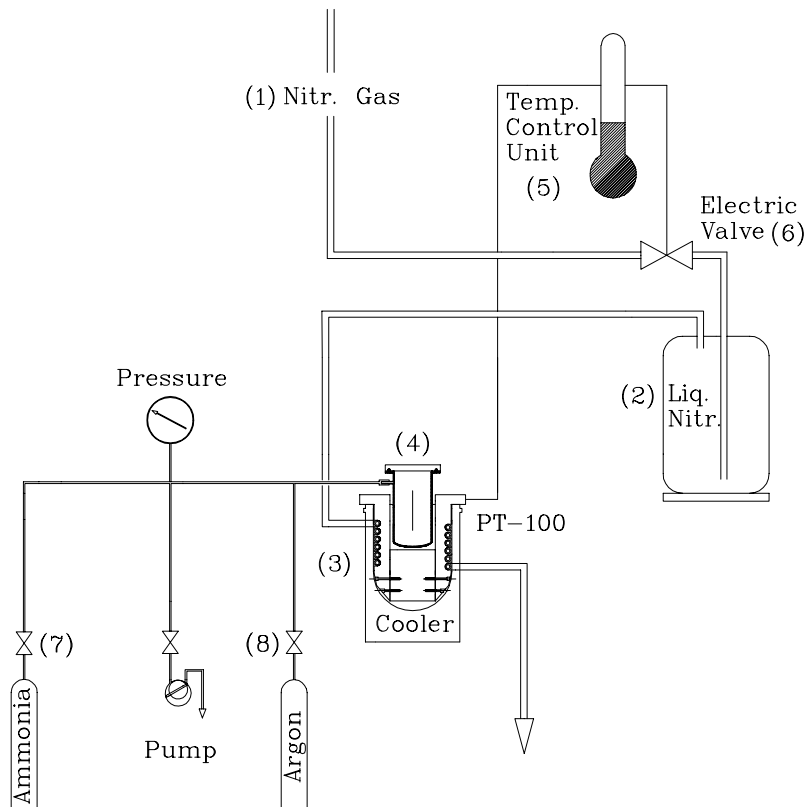 (1) Nitr. Gas
Temp.
Control
Unit
(5)
Electric
Valve (6)
(2) Liq.
Nitr.
Pressure
(4)
PT-100
(3)
Cooler
(7)
(8)
Ammonia
Pump
Argon